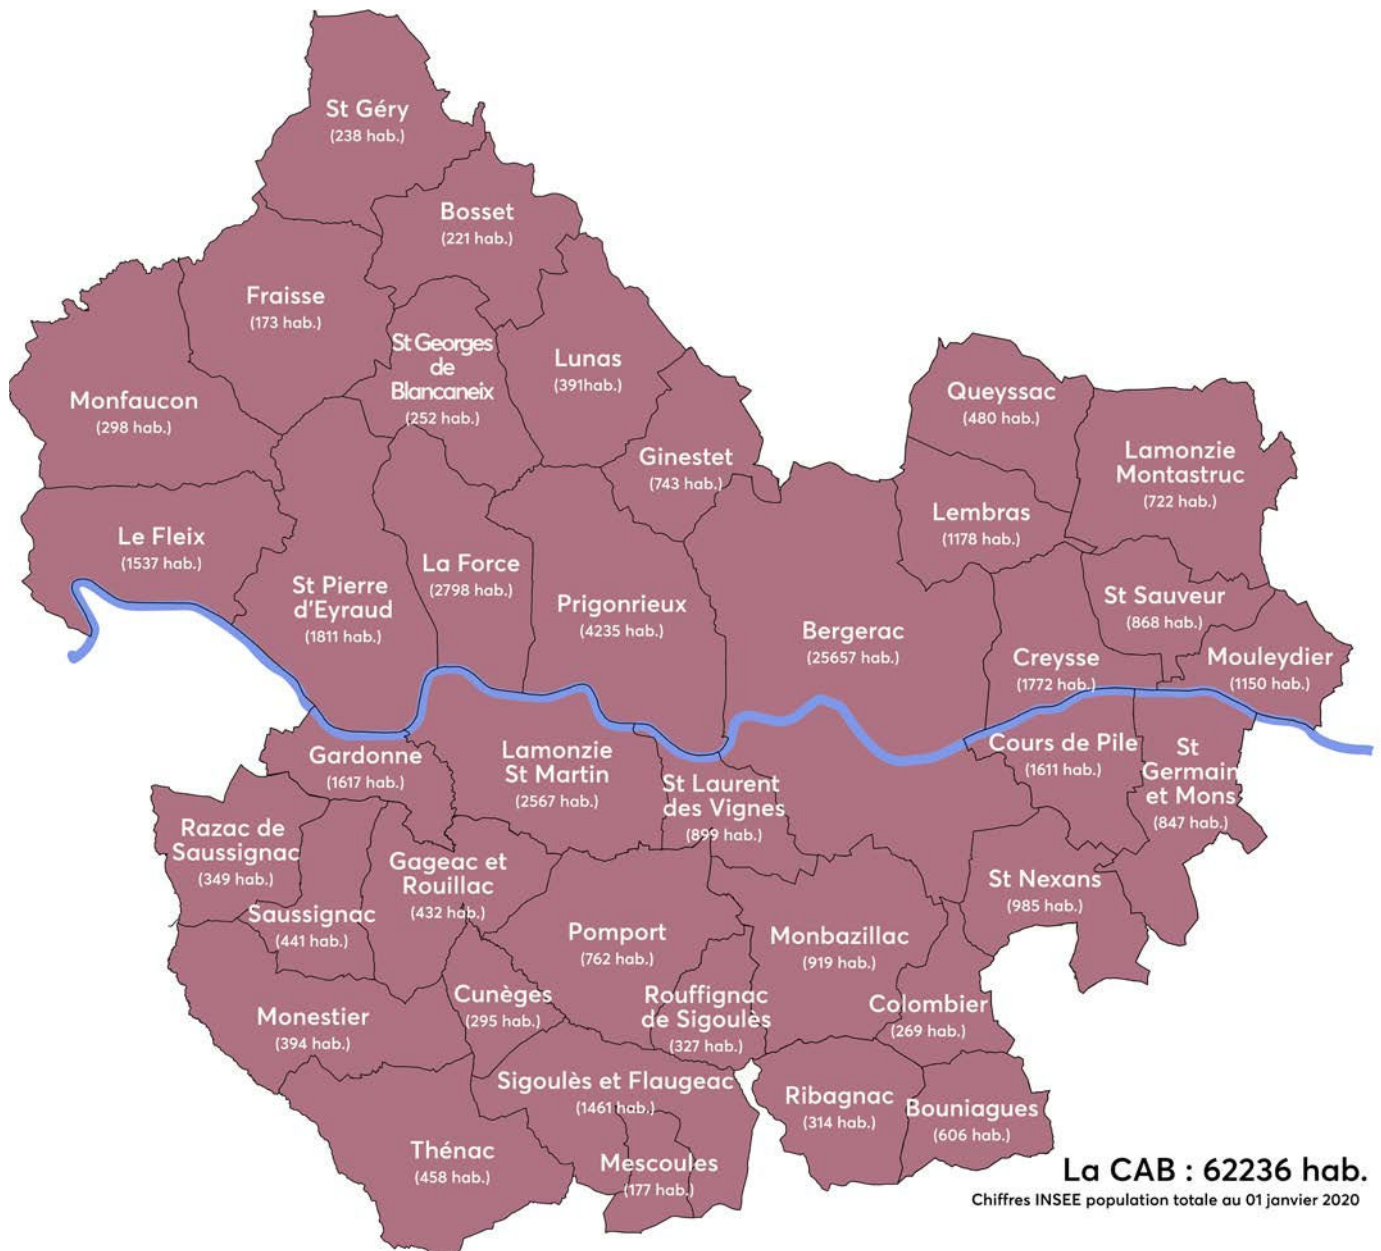 St Géry
(238 hab.)
Bosset
(221 hab.)
Fraisse
(173 hab.)
St Georges
de
Blancaneix
(252 hab.)
Lunas
(391hab.)
Monfaucon
(298 hab.)
Queyssac
(480 hab.)
Ginestet
(743 hab.)
Lamonzie
Montastruc
(722 hab.)
Le Fleix
(1537 hab.)
Lembras
(1178 hab.)
La Force
(2798 hab.)
St Pierre
d'Eyraud
(1811 hab.)
Prigonrieux
(4235 hab.)
Bergerac
(25657 hab.)
St Sauveur
(868 hab.)
Creysse
(1772 hab.)
Mouleydier
(1150 hab.)
Gardonne
(1617 hab.)
Lamonzie
St Martin
(2567 hab.)
St Laurent
des Vignes
(899 hab.)
Cours de Pile
(1611 hab.)
St
Germain
et Mons
(847 hab.)
Razac de
Saussignac
(349 hab.)
Gageac et
Rouillac
(432 hab.)
Saussignac
(441 hab.)
St Nexans
(985 hab.)
Pomport
(762 hab.)
Monbazillac
(919 hab.)
Cunèges
(295 hab.)
Rouffignac
de Sigoulès
(327 hab.)
Colombier
(269 hab.)
Monestier
(394 hab.)
Sigoulès et Flaugeac
(1461 hab.)
Ribagnac
(314 hab.)
Bouniagues
(606 hab.)
Thénac
(458 hab.)
Mescoules
(177 hab.)
La CAB : 62236 hab.
Chiffres INSEE population totale au 01 janvier 2020